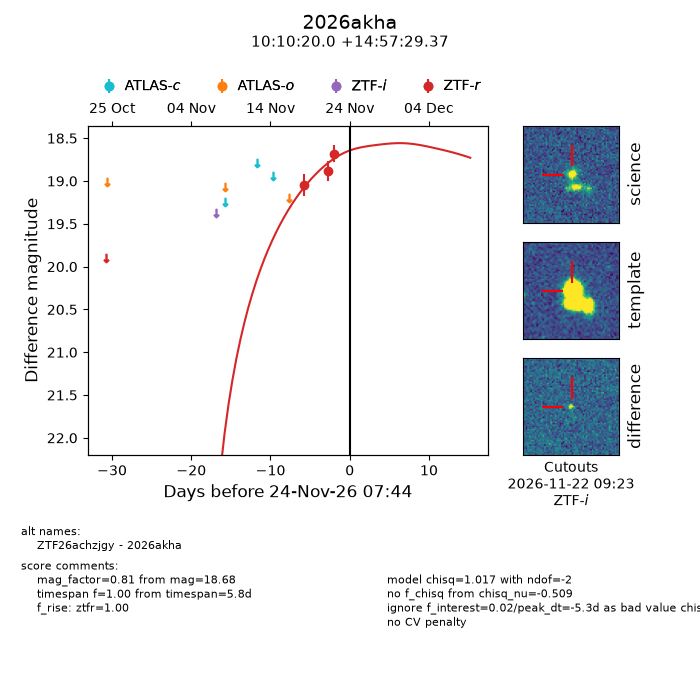 2026akha
10:10:20.0 +14:57:29.37
ATLAS-c
ATLAS-o
ZTF-i
ZTF-r
25 Oct
04 Nov
14 Nov
24 Nov
04 Dec
18.5
19.0
19.5
20.0
20.5
21.0
21.5
22.0
Difference magnitude
−30
−20
−10
0
10
Days before 24-Nov-26 07:44
science
template
difference
Cutouts
2026-11-22 09:23
ZTF-i
alt names:
ZTF26achzjgy - 2026akha
score comments:
mag_factor=0.81 from mag=18.68
timespan f=1.00 from timespan=5.8d
f_rise: ztfr=1.00
model chisq=1.017 with ndof=-2
no f_chisq from chisq_nu=-0.509
ignore f_interest=0.02/peak_dt=-5.3d as bad value chis
no CV penalty